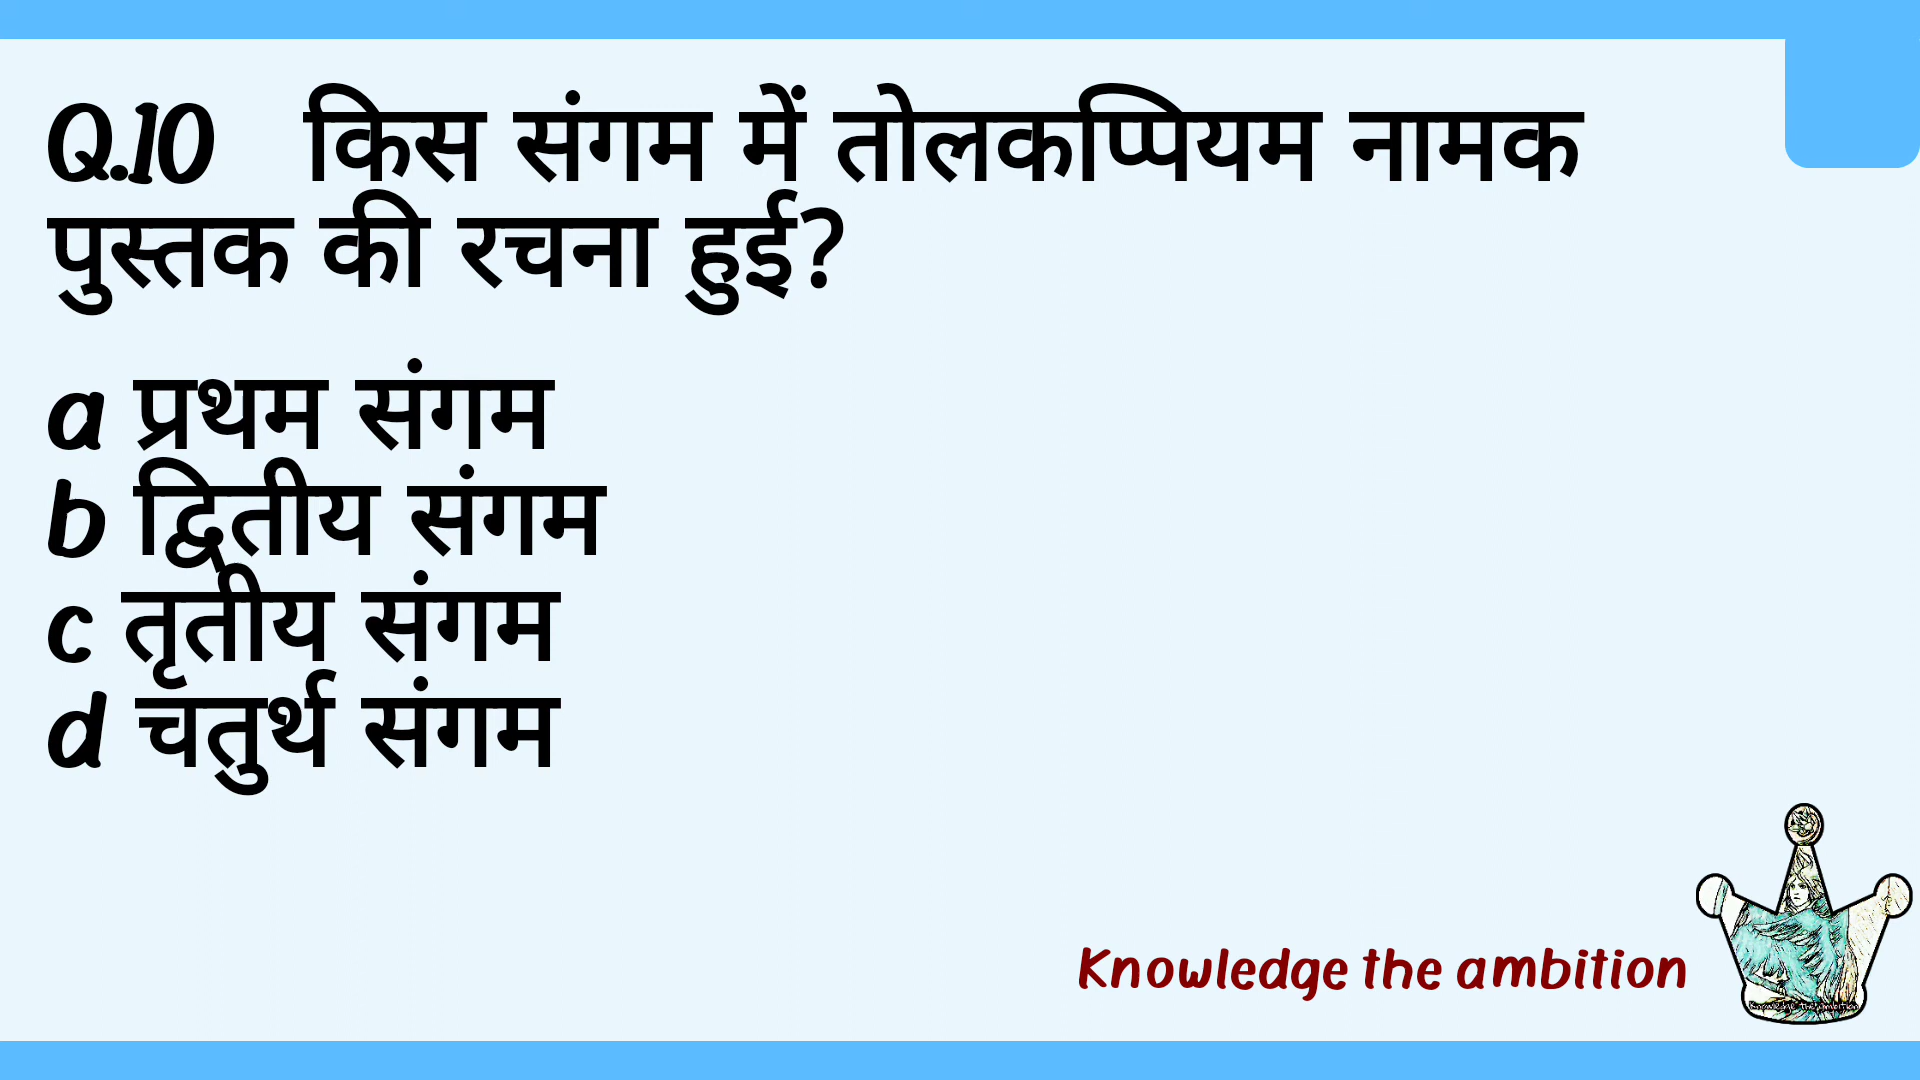 Q.10 किस संगम में तोलकप्पियम नामक
पुस्तक की रचना हुई?
a प्रथम संगम
b द्वितीय संगम
c तृतीय संगम
d चतुर्थ संगम
Knowledge the ambition